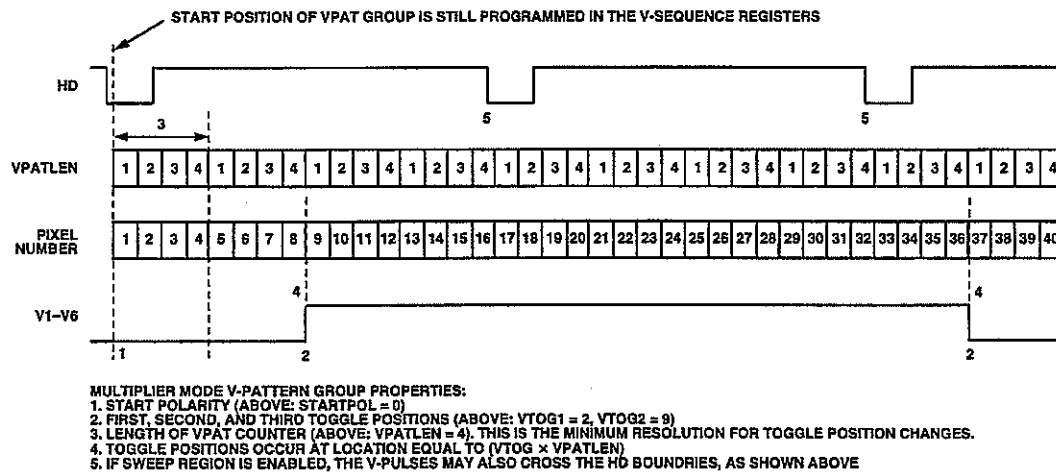 START POSITION OF VPAT GROUP IS STILL PROGRAMMED IN THE V-SEQUENCE REGISTERS
HD
5 5
3
VPATLEN 1 2 3 4 1 2 3 4 1 2 3 4 1 2 3 4 1 2 3 4 1 2 3 4 1 2 3 4 1 2 3 4 1 2 3 4 1 2 3 4
PIXEL NUMBER 1 2 3 4 5 6 7 8 9 10 11 12 13 14 15 16 17 18 19 20 21 22 23 24 25 26 27 28 29 30 31 32 33 34 35 36 37 38 39 40
4 4
V1–V6
1 2 2
MULTIPLIER MODE V-PATTERN GROUP PROPERTIES:
1. START POLARITY (ABOVE: STARTPOL = 0)
2. FIRST, SECOND, AND THIRD TOGGLE POSITIONS (ABOVE: VTOG1 = 2, VTOG2 = 9)
3. LENGTH OF VPAT COUNTER (ABOVE: VPATLEN = 4). THIS IS THE MINIMUM RESOLUTION FOR TOGGLE POSITION CHANGES.
4. TOGGLE POSITIONS OCCUR AT LOCATION EQUAL TO (VTOG × VPATLEN)
5. IF SWEEP REGION IS ENABLED, THE V-PULSES MAY ALSO CROSS THE HD BOUNDRIES, AS SHOWN ABOVE